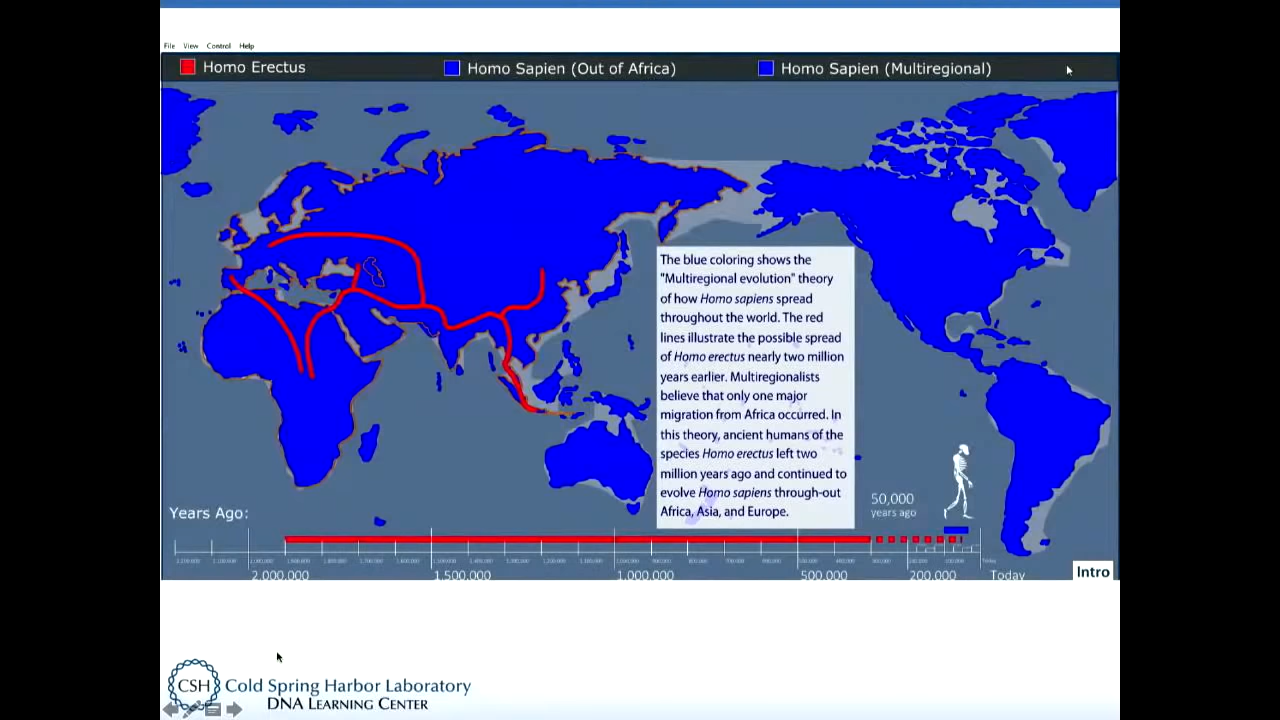 File View Control Help
Homo Erectus
Homo Sapien (Out of Africa)
Homo Sapien (Multiregional)
The blue coloring shows the
"Multiregional evolution" theory
of how Homo sapiens spread
throughout the world. The red
lines illustrate the possible spread
of Homo erectus nearly two million
years earlier. Multiregionalists
believe that only one major
migration from Africa occurred. In
this theory, ancient humans of the
species Homo erectus left two
million years ago and continued to
evolve Homo sapiens through-out
Africa, Asia, and Europe.
50,000
years ago
Years Ago:
2,000,000 1,500,000 1,000,000 500,000 200,000 Today
Intro
CSH Cold Spring Harbor Laboratory
DNA LEARNING CENTER